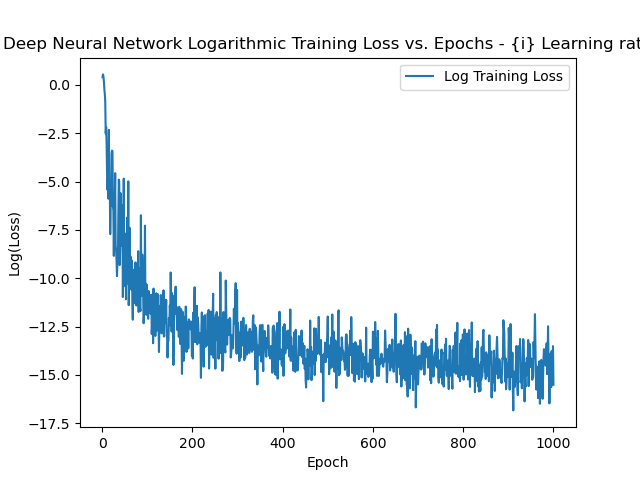 Deep Neural Network Logarithmic Training Loss vs. Epochs - {i} Learning rat
Log Training Loss
0.0
−2.5
−5.0
−7.5
−10.0
−12.5
−15.0
−17.5
Log(Loss)
0 200 400 600 800 1000
Epoch